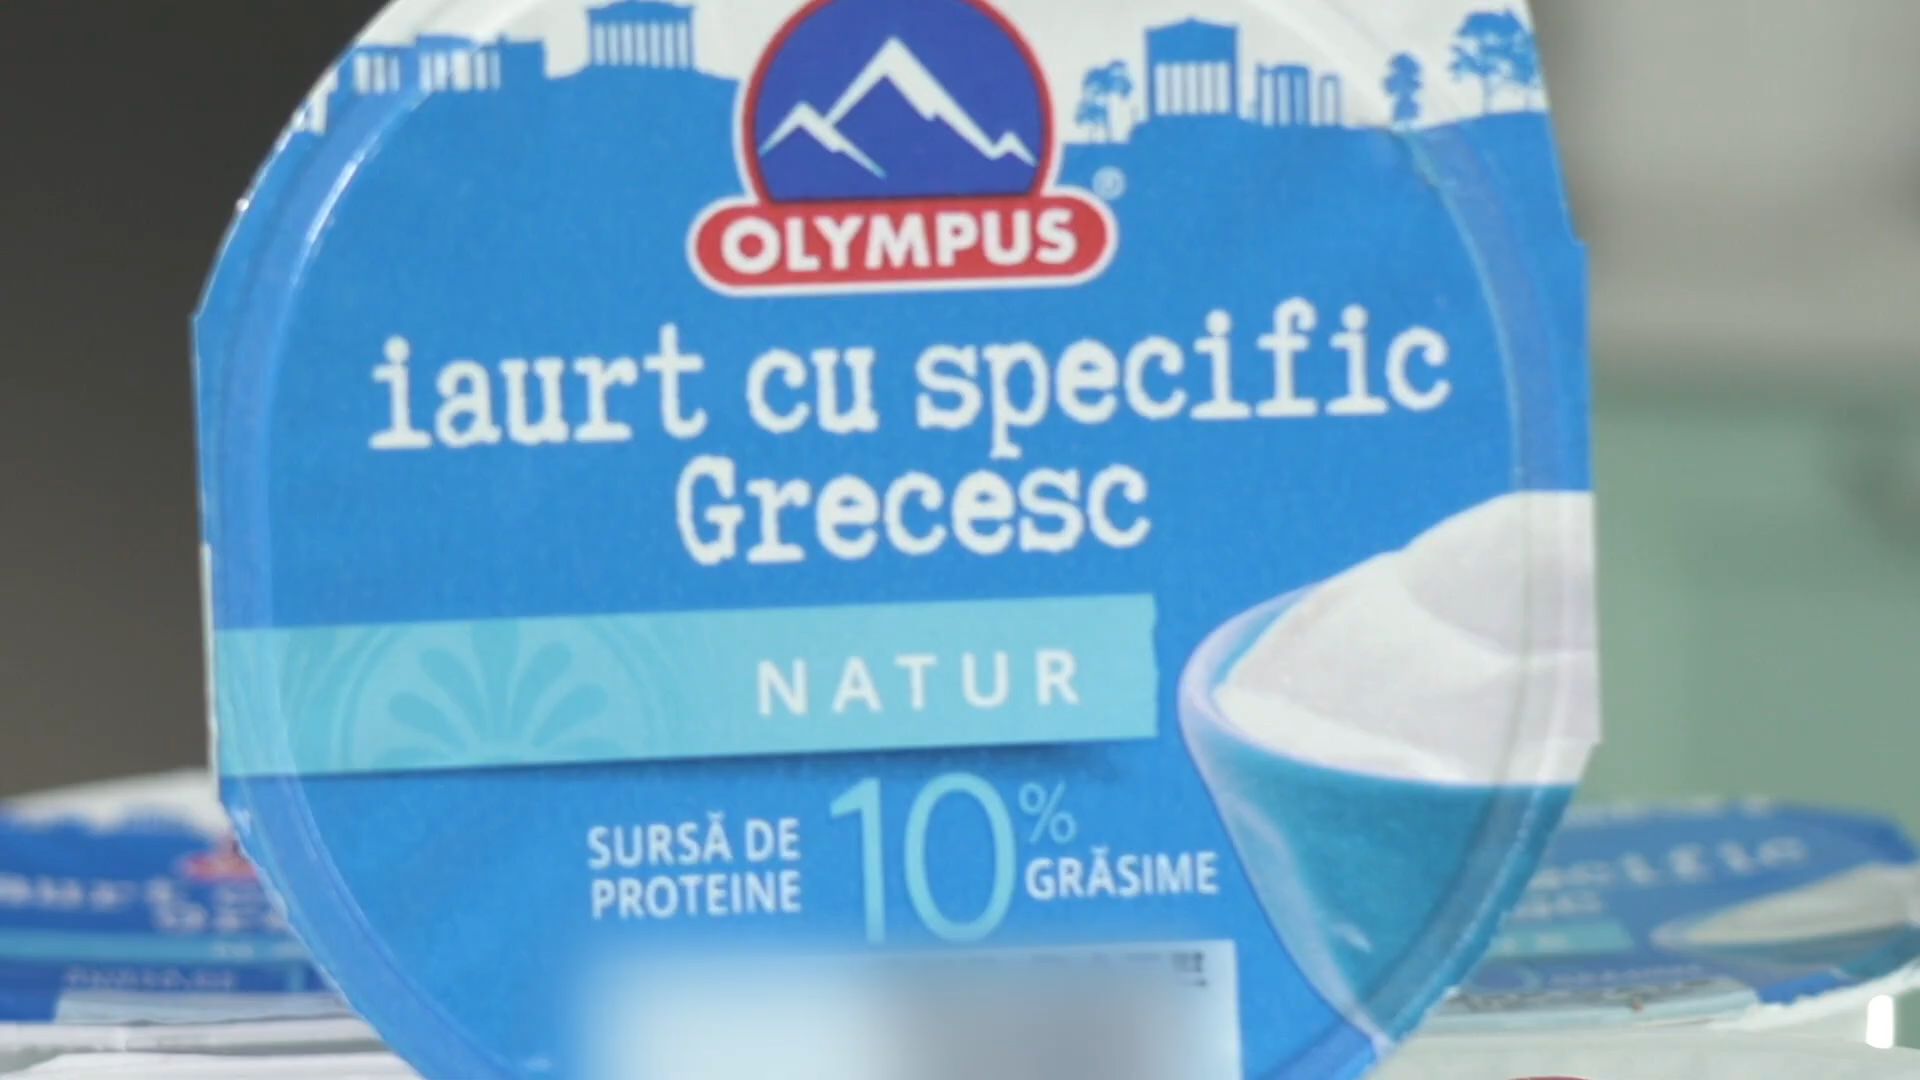 OLYMPUS
®
iaurt cu specific
Grecesc
NATUR
SURSĂ DE
PROTEINE
10%
GRĂSIME